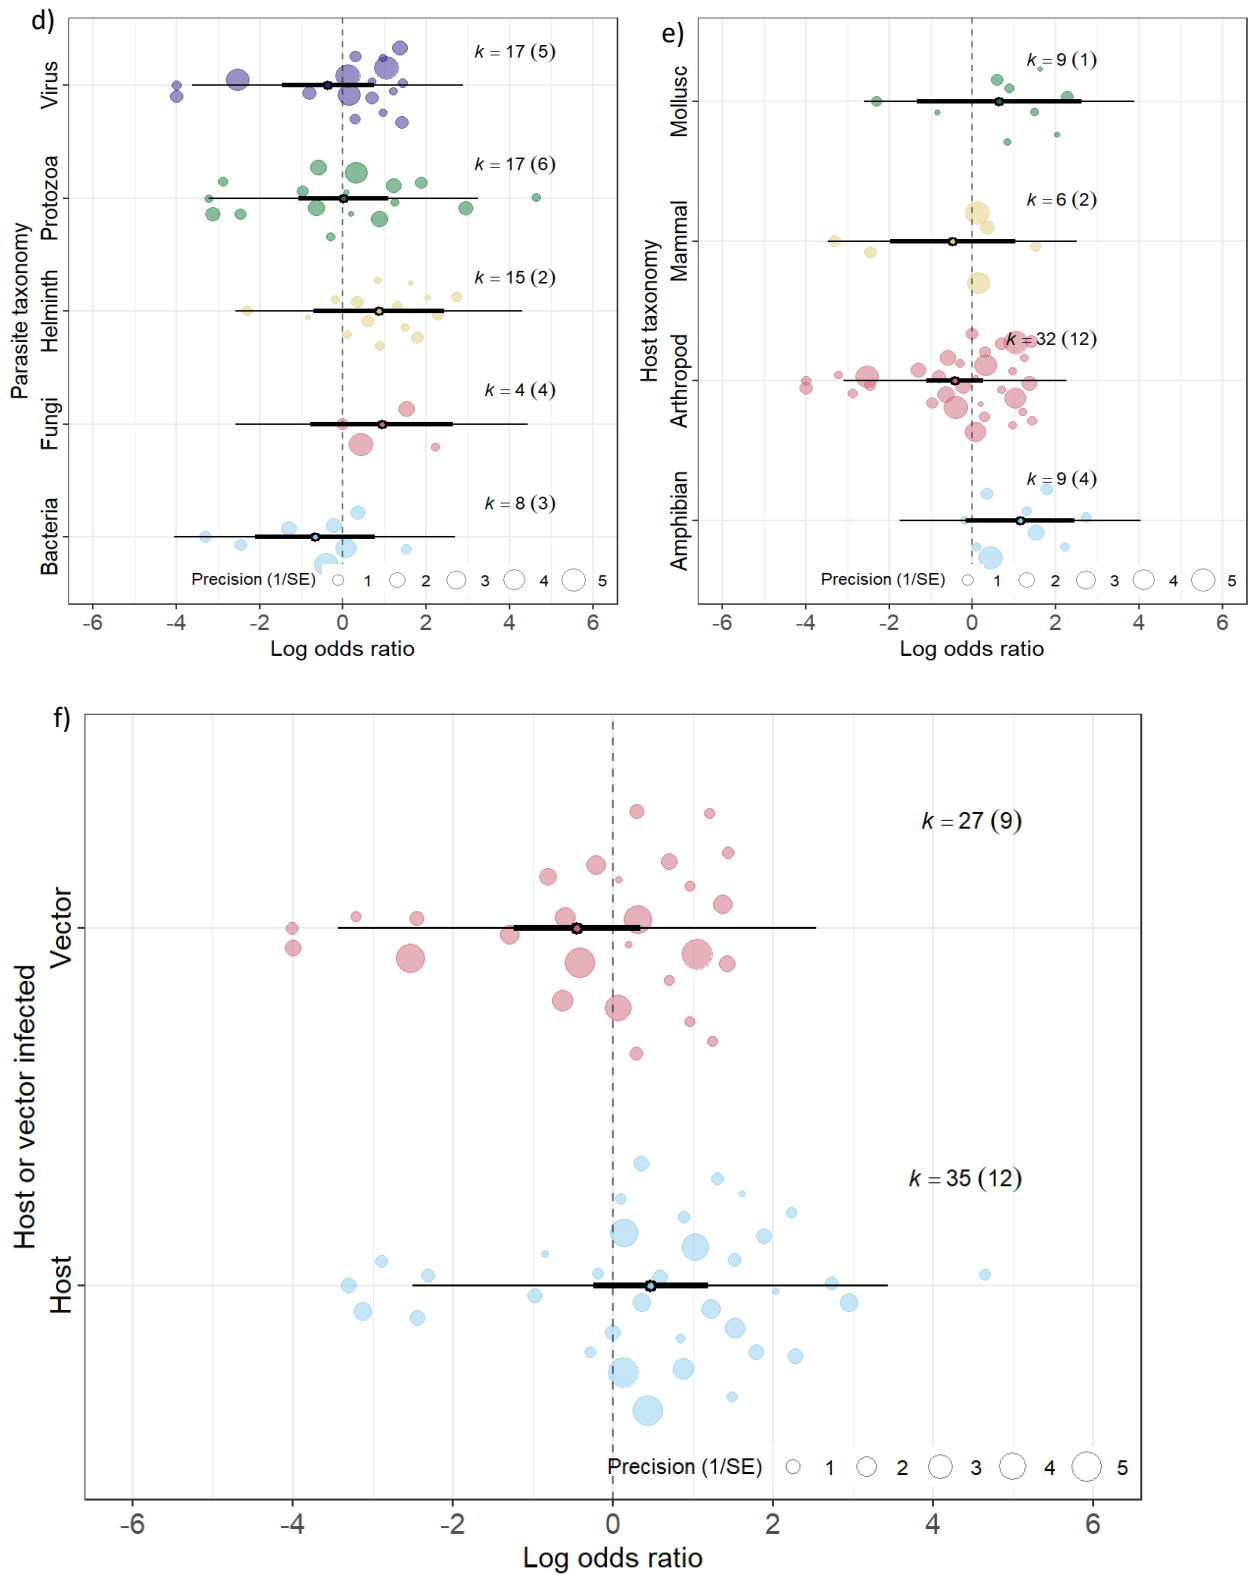 d)
Parasite taxonomy
Virus
k = 17 (5)
Protozoa
k = 17 (6)
Helminth
k = 15 (2)
Fungi
k = 4 (4)
Bacteria
k = 8 (3)
Precision (1/SE) 1 2 3 4 5
-6 -4 -2 0 2 4 6
Log odds ratio
e)
Host taxonomy
Mollusc
k = 9 (1)
Mammal
k = 6 (2)
Arthropod
k = 32 (12)
Amphibian
k = 9 (4)
Precision (1/SE) 1 2 3 4 5
-6 -4 -2 0 2 4 6
Log odds ratio
f)
Host or vector infected
Vector
k = 27 (9)
Host
k = 35 (12)
Precision (1/SE) 1 2 3 4 5
-6 -4 -2 0 2 4 6
Log odds ratio